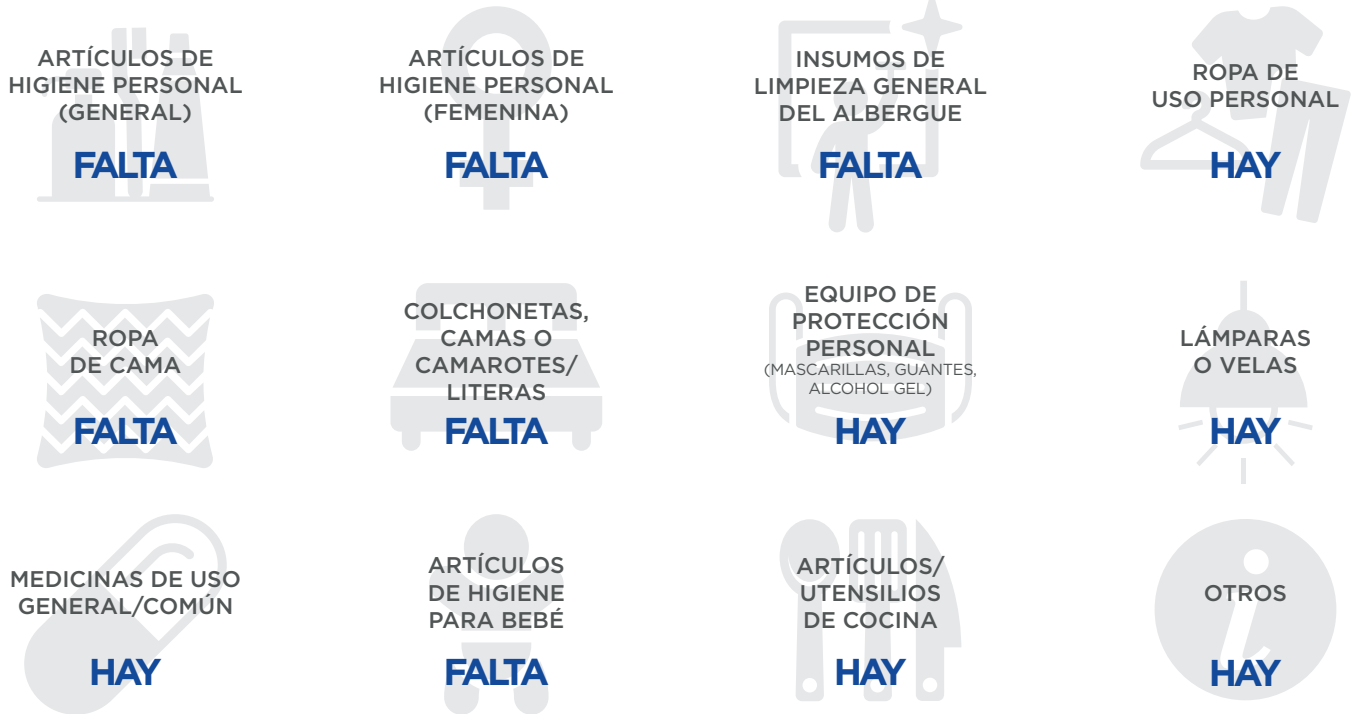 ARTÍCULOS DE
HIGIENE PERSONAL
(GENERAL)
FALTA
ARTÍCULOS DE
HIGIENE PERSONAL
(FEMENINA)
FALTA
INSUMOS DE
LIMPIEZA GENERAL
DEL ALBERGUE
FALTA
ROPA DE
USO PERSONAL
HAY
ROPA
DE CAMA
FALTA
COLCHONETAS,
CAMAS O
CAMAROTES/
LITERAS
FALTA
EQUIPO DE
PROTECCIÓN
PERSONAL
(MASCARILLAS, GUANTES,
ALCOHOL GEL)
HAY
LÁMPARAS
O VELAS
HAY
MEDICINAS DE USO
GENERAL/COMÚN
HAY
ARTÍCULOS
DE HIGIENE
PARA BEBÉ
FALTA
ARTÍCULOS/
UTENSILIOS
DE COCINA
HAY
OTROS
HAY